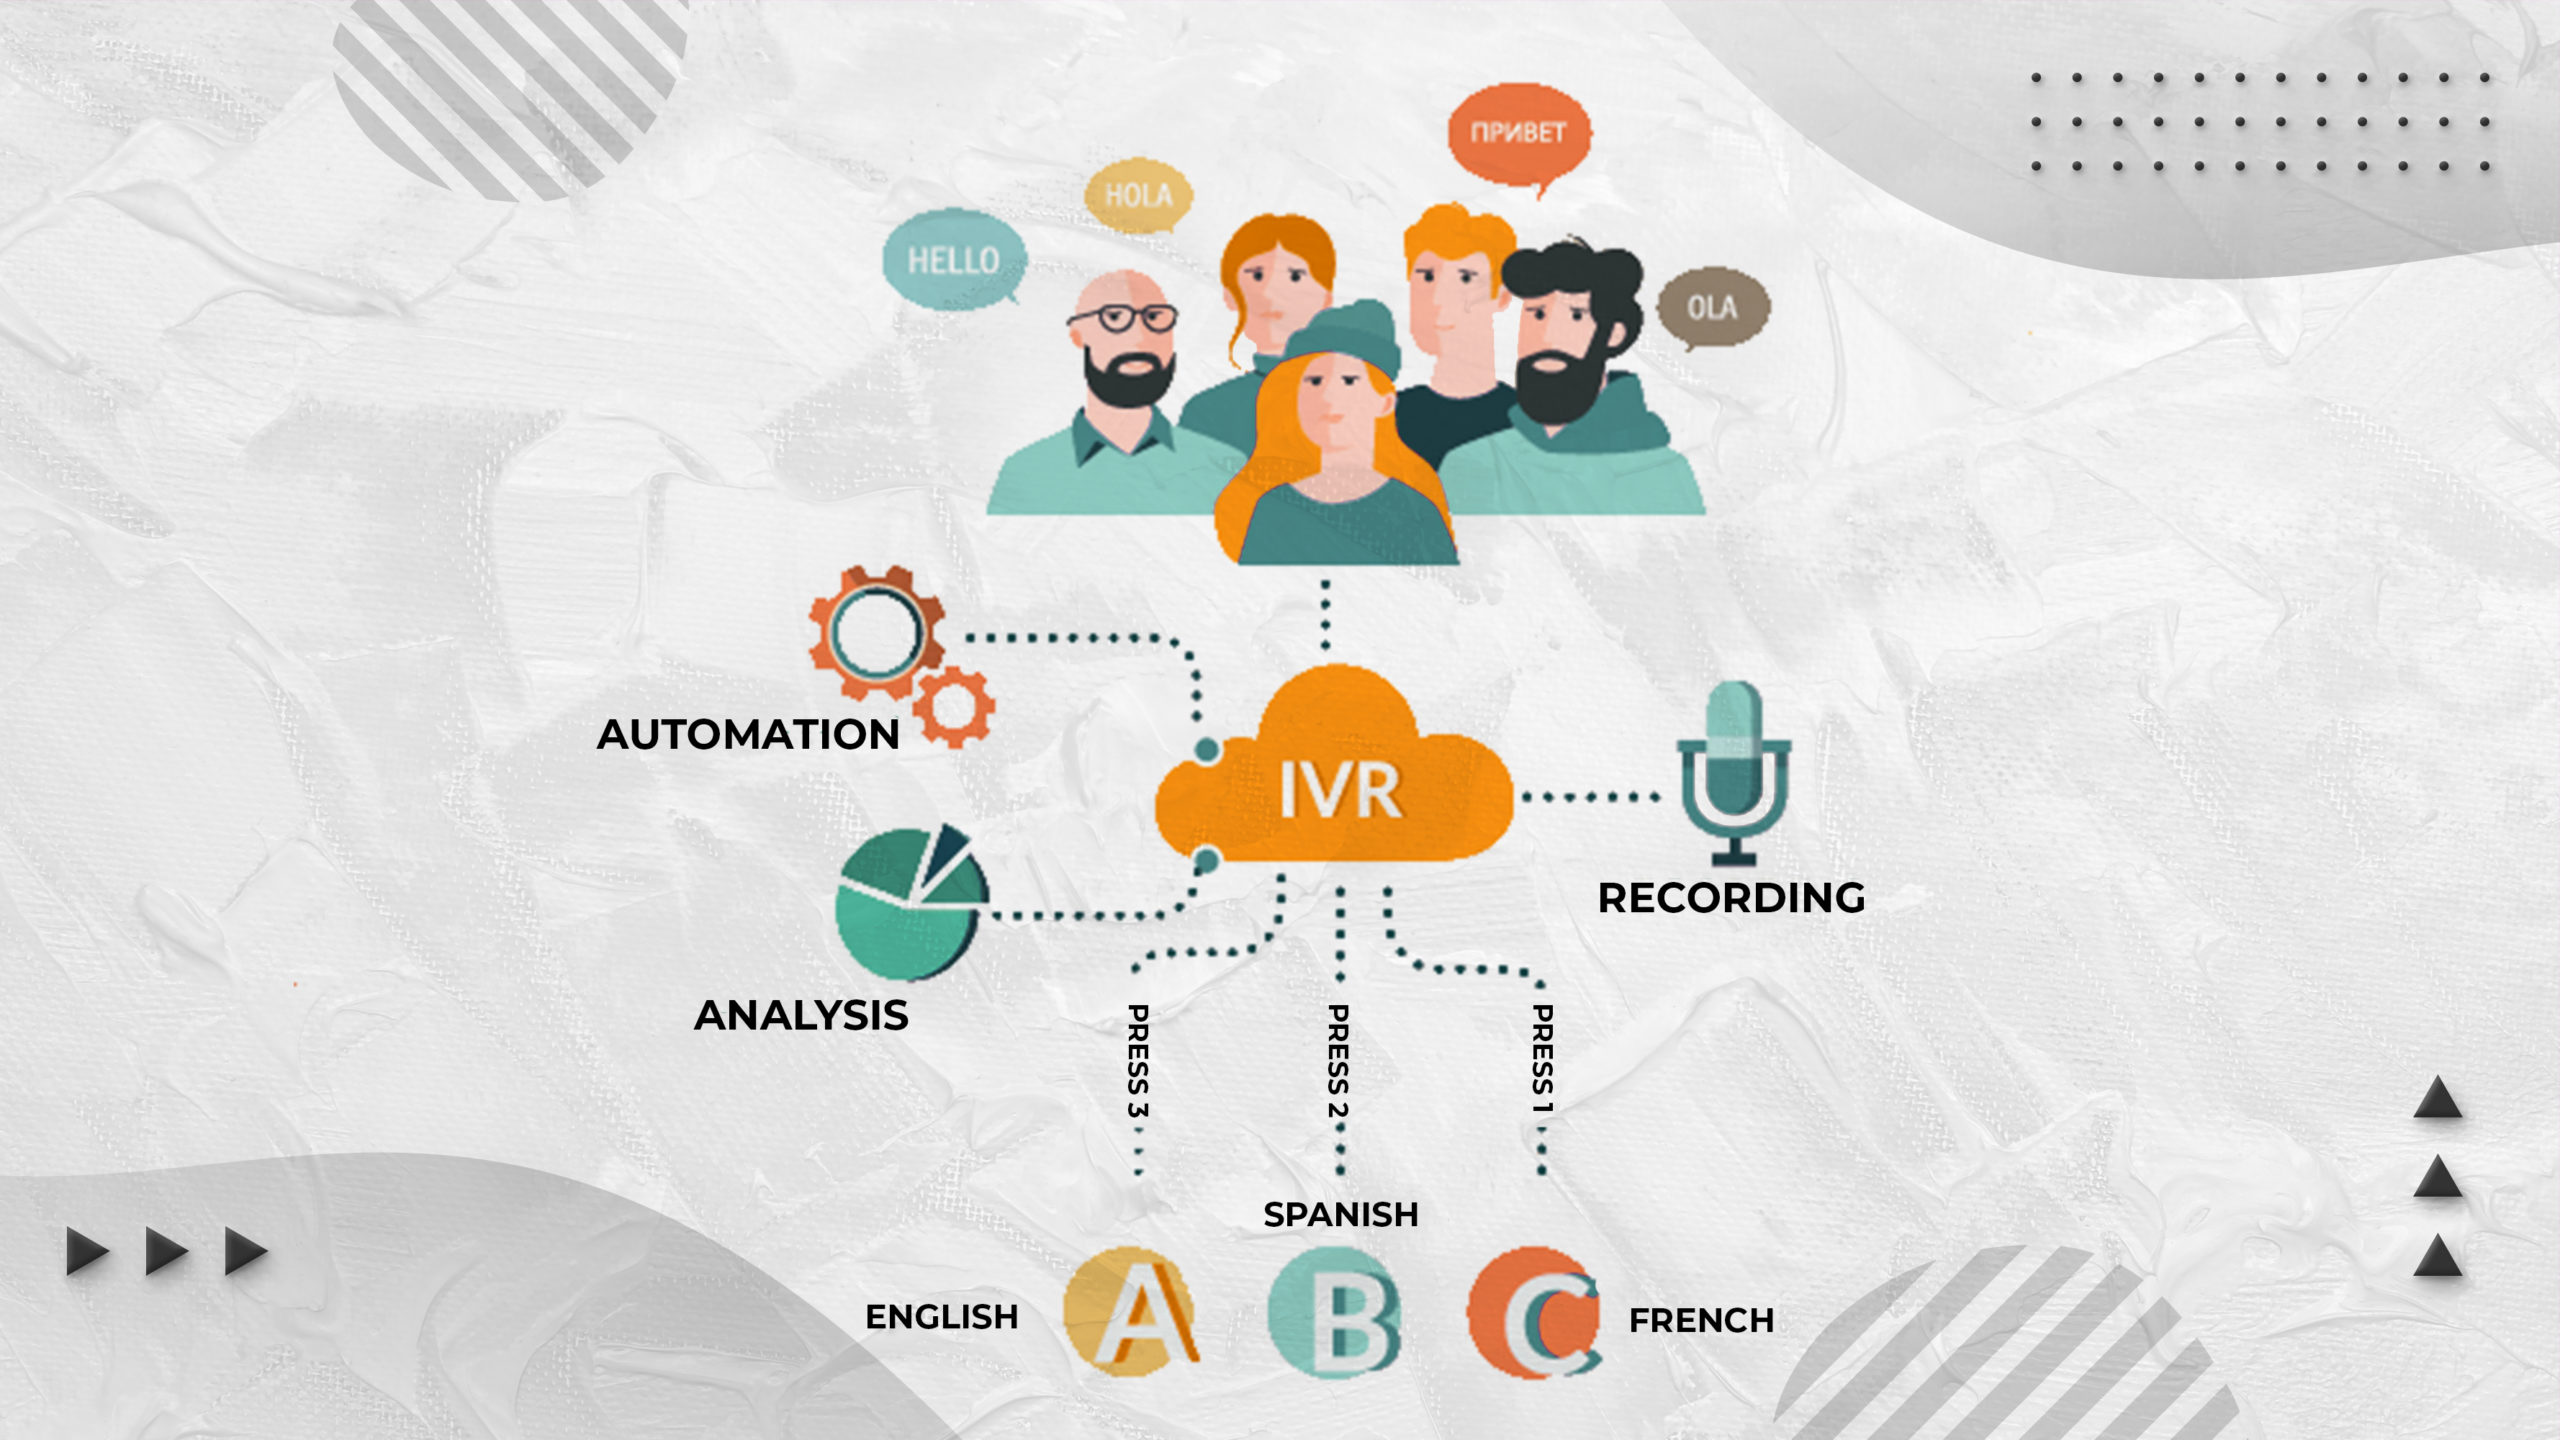 ПРИВЕТ
HOLA
HELLO
OLA
AUTOMATION
IVR
RECORDING
ANALYSIS
PRESS 3
PRESS 2
PRESS 1
SPANISH
ENGLISH
A
B
C
FRENCH